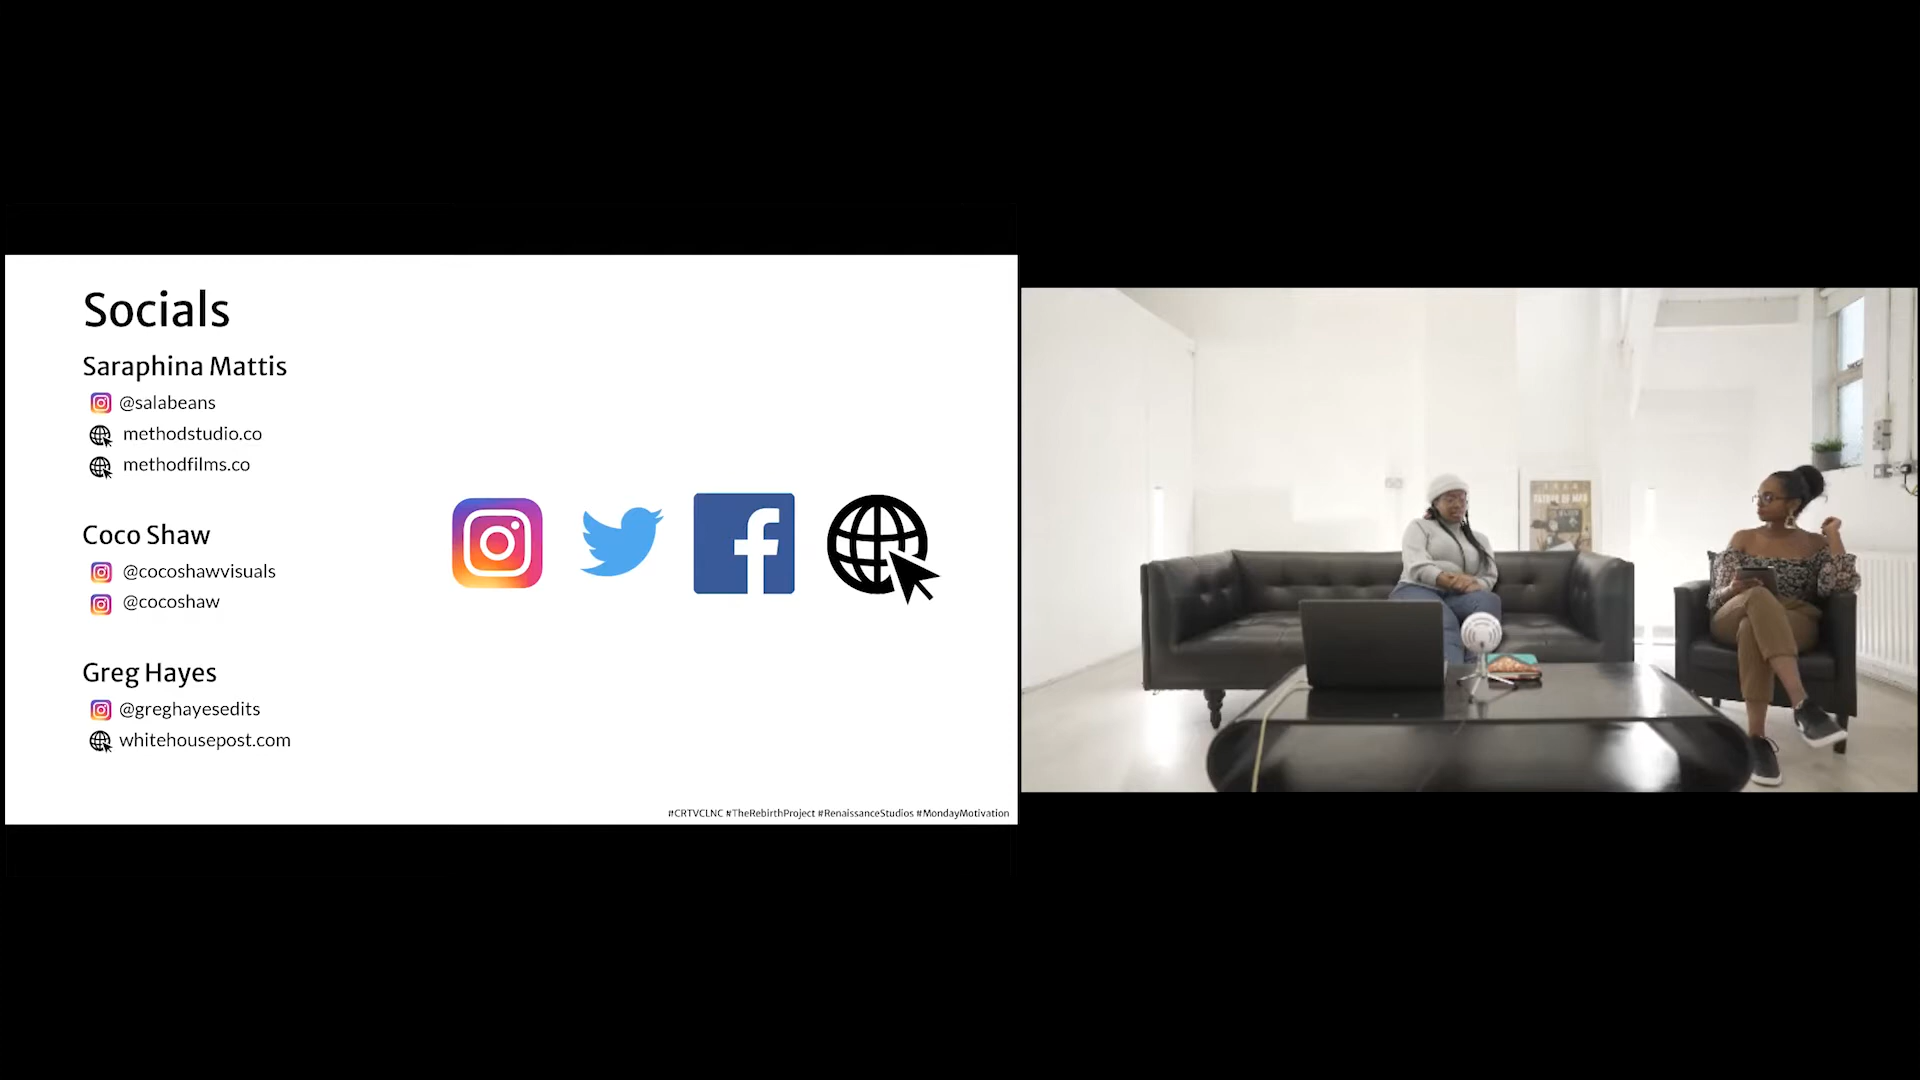 Socials
Saraphina Mattis
@salabeans
methodstudio.co
methodfilms.co
Coco Shaw
@cocoshawvisuals
@cocoshaw
Greg Hayes
@greghayesedits
whitehousepost.com
#CRTVCLNC #TheRebirthProject #RenaissanceStudios #MondayMotivation